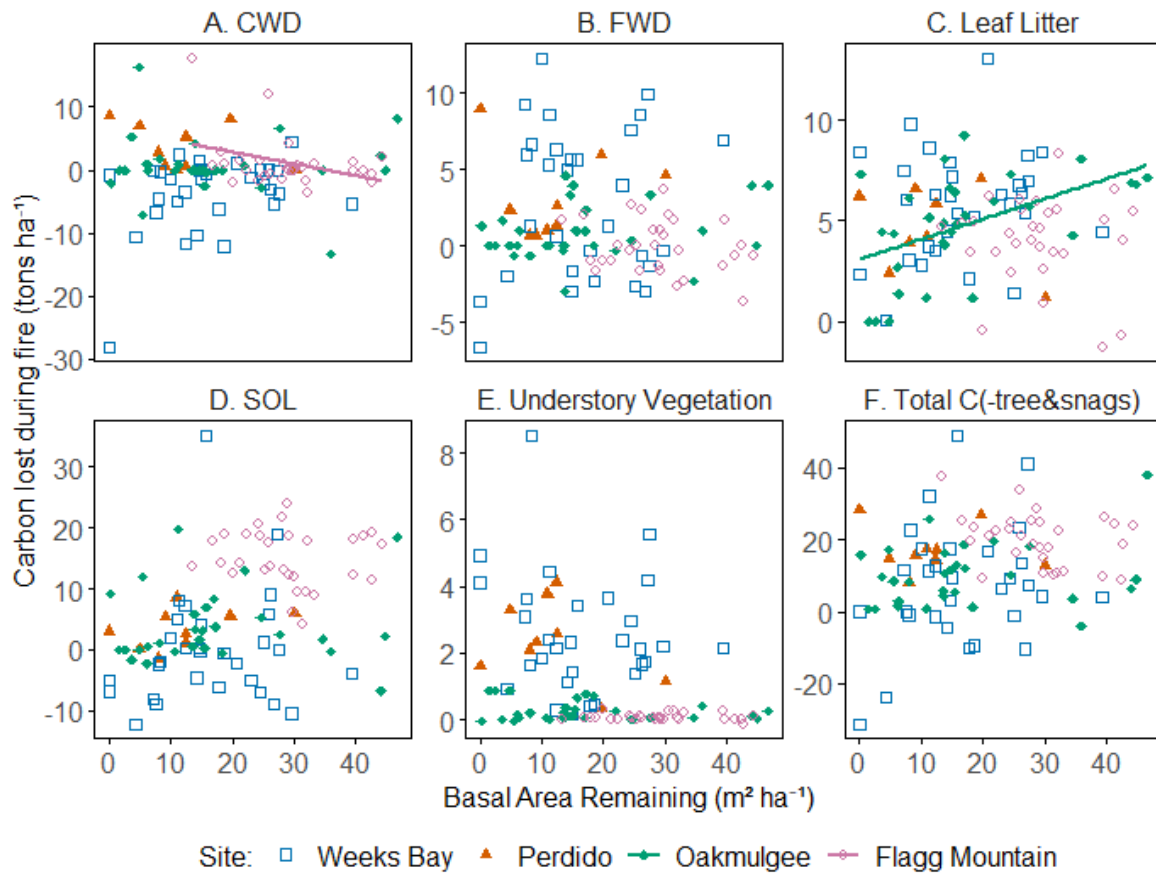 A. CWD
B. FWD
C. Leaf Litter
10
0
-10
-20
-30
10
5
0
-5
10
5
0
D. SOL
E. Understory Vegetation
F. Total C(-tree&snags)
30
20
10
0
-10
8
6
4
2
0
40
20
0
-20
0 10 20 30 40
0 10 20 30 40
0 10 20 30 40
Carbon lost during fire (tons ha⁻¹)
Basal Area Remaining (m² ha⁻¹)
Site: Weeks Bay Perdido Oakmulgee Flagg Mountain